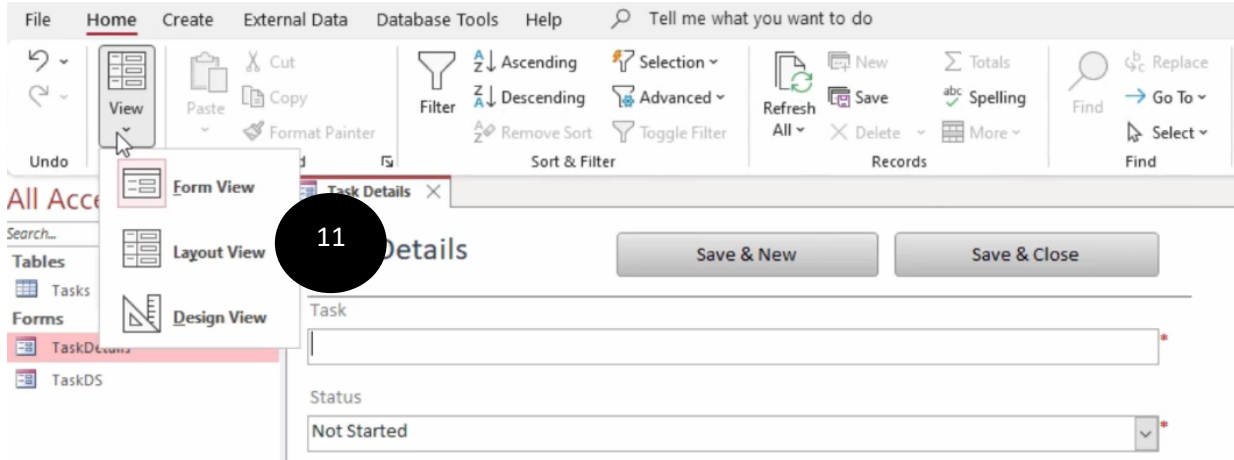 File Home Create External Data Database Tools Help Tell me what you want to do
Cut Ascending Selection New Totals Replace
Copy Descending Advanced Save Spelling Go To
View Paste Filter Refresh All Find
Format Painter Remove Sort Toggle Filter Delete More Select
Undo Sort & Filter Records Find
Form View
Layout View
Design View
All Acce
Search...
Tables
Tasks
Forms
TaskDetails
TaskDS
Task Details
11
Details
Save & New Save & Close
Task
*
Status
Not Started *